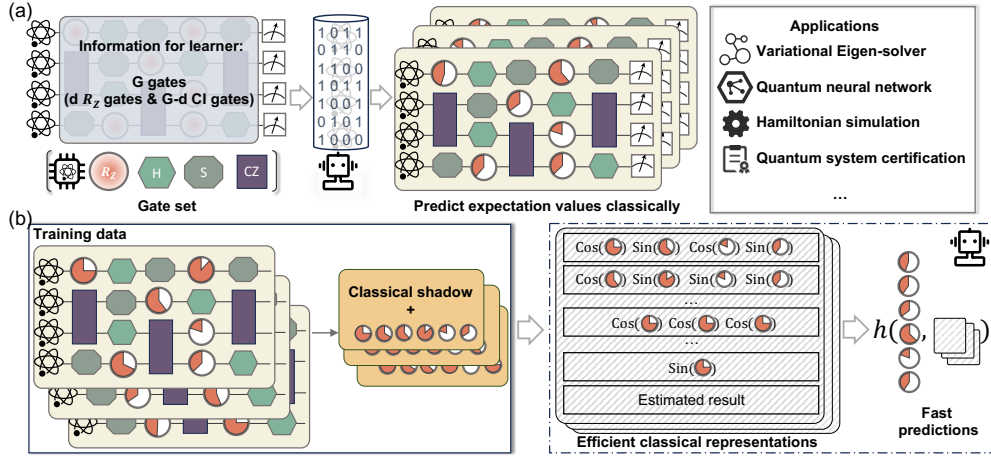 (a)
Information for learner:
G gates
(d R_Z gates & G-d CI gates)
R_Z H S CZ
Gate set
1 0 1 1
0 1 1 0
1 1 0 0
0 1 0 1
1 0 0 1
0 1 0 1
1 0 0 0
Predict expectation values classically
Applications
Variational Eigen-solver
Quantum neural network
Hamiltonian simulation
Quantum system certification
...
(b)
Training data
Classical shadow
+
Cos( ) Sin( ) Cos( ) Sin( )
Cos( ) Sin( ) Sin( ) Sin( )
...
Cos( ) Cos( ) Cos( )
...
Sin( )
Estimated result
Efficient classical representations
h( , )
Fast
predictions